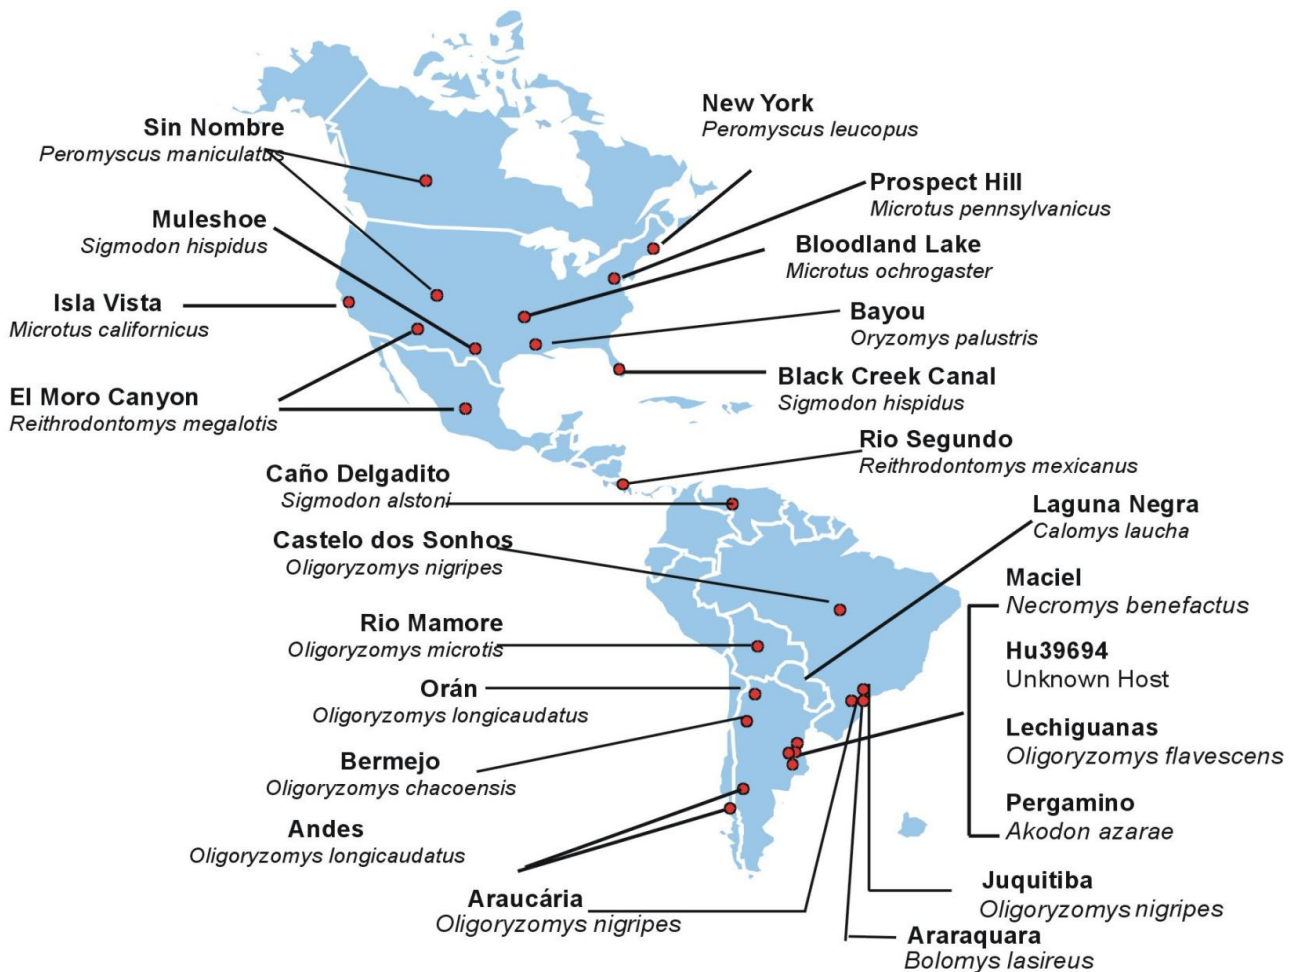 New York
Peromyscus leucopus
Sin Nombre
Peromyscus maniculatus
Prospect Hill
Microtus pennsylvanicus
Muleshoe
Sigmodon hispidus
Bloodland Lake
Microtus ochrogaster
Isla Vista
Microtus californicus
Bayou
Oryzomys palustris
Black Creek Canal
Sigmodon hispidus
El Moro Canyon
Reithrodontomys megalotis
Rio Segundo
Reithrodontomys mexicanus
Caño Delgadito
Sigmodon alstoni
Laguna Negra
Calomys laucha
Castelo dos Sonhos
Oligoryzomys nigripes
Maciel
Necromys benefactus
Rio Mamore
Oligoryzomys microtis
Hu39694
Unknown Host
Orán
Oligoryzomys longicaudatus
Lechiguanas
Oligoryzomys flavescens
Bermejo
Oligoryzomys chacoensis
Pergamino
Akodon azarae
Andes
Oligoryzomys longicaudatus
Araucária
Oligoryzomys nigripes
Juquitiba
Oligoryzomys nigripes
Araraquara
Bolomys lasireus